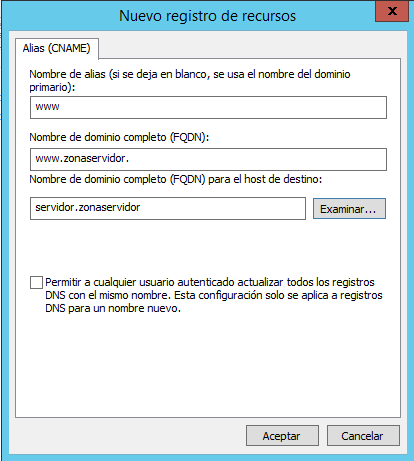 Nuevo registro de recursos
x
Alias (CNAME)
Nombre de alias (si se deja en blanco, se usa el nombre del dominio
primario):
www
Nombre de dominio completo (FQDN):
www.zonaservidor.
Nombre de dominio completo (FQDN) para el host de destino:
servidor.zonaservidor
Examinar...
Permitir a cualquier usuario autenticado actualizar todos los registros
DNS con el mismo nombre. Esta configuración solo se aplica a registros
DNS para un nombre nuevo.
Aceptar
Cancelar